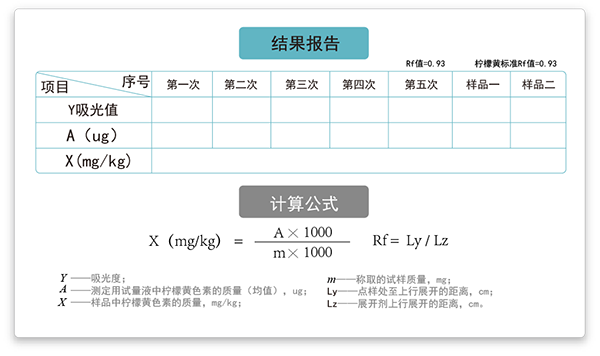 结果报告
Rf值=0.93 柠檬黄标准Rf值=0.93
项目 序号 第一次 第二次 第三次 第四次 第五次 样品一 样品二
Y吸光值
A（ug）
X(mg/kg)
计算公式
X（mg/kg） = A×1000 / m×1000 Rf= Ly / Lz
Y——吸光度；
A——测定用试量液中柠檬黄色素的质量（均值），ug；
X——样品中柠檬黄色素的质量，mg/kg；
m——称取的试样质量，mg；
Ly——点样处至上行展开的距离，cm；
Lz——展开剂上行展开的距离，cm。